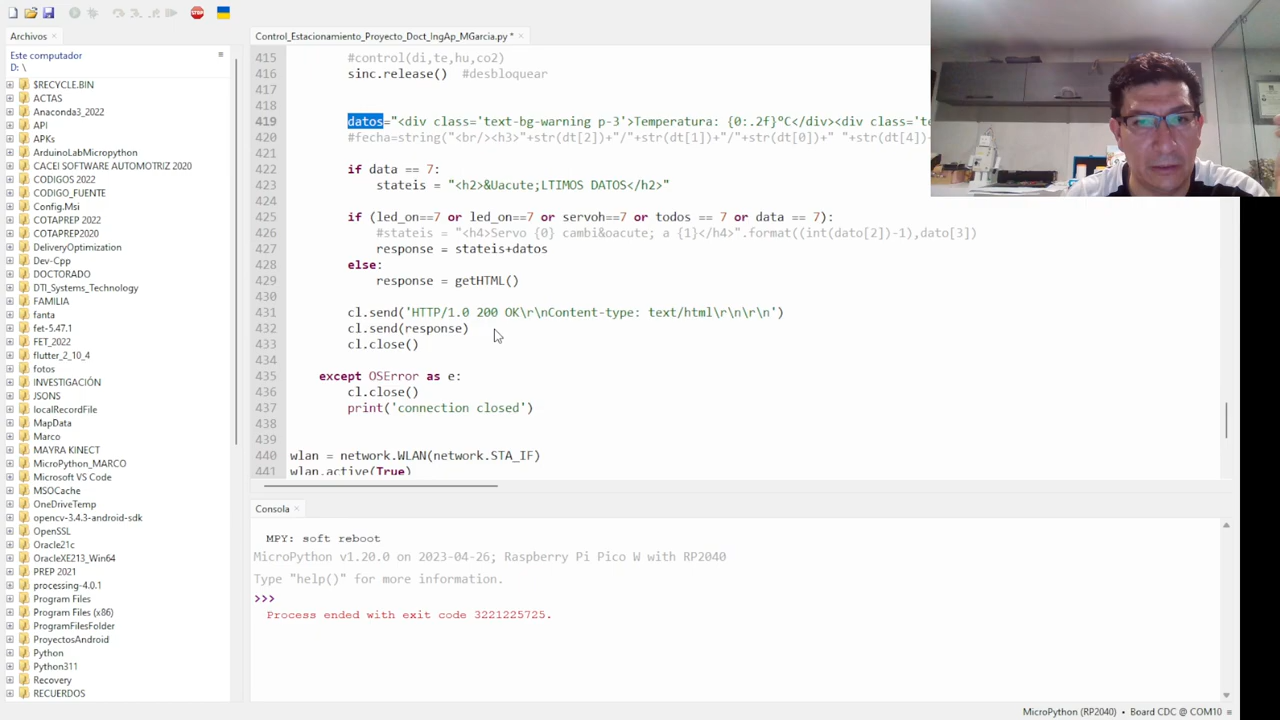 STOP
Archivos
Este computador
D: \
$RECYCLE.BIN
ACTAS
Anaconda3_2022
API
APKs
ArduinoLabMicropython
CACEI SOFTWARE AUTOMOTRIZ 2020
CODIGOS 2022
CODIGO_FUENTE
Config.Msi
COTAPREP 2022
COTAPREP2020
DeliveryOptimization
Dev-Cpp
DOCTORADO
DTI_Systems_Technology
FAMILIA
fanta
fet-5.47.1
FET_2022
flutter_2_10_4
fotos
INVESTIGACIÓN
JSONS
localRecordFile
MapData
Marco
MAYRA KINECT
MicroPython_MARCO
Microsoft VS Code
MSOCache
OneDriveTemp
opencv-3.4.3-android-sdk
OpenSSL
Oracle21c
OracleXE213_Win64
PREP 2021
processing-4.0.1
Program Files
Program Files (x86)
ProgramFilesFolder
ProyectosAndroid
Python
Python311
Recovery
RECUERDOS
Control_Estacionamiento_Proyecto_Doct_IngAp_MGarcia.py *
415 #control(di,te,hu,co2)
416 sinc.release() #desbloquear
417
418
419 datos="<div class='text-bg-warning p-3'>Temperatura: {0:.2f}ºC</div><div class='te
420 #fecha=string("<br/><h3>"+str(dt[2])+"/"+str(dt[1])+"/"+str(dt[0])+" "+str(dt[4])+
421
422 if data == 7:
423 stateis = "<h2>&Uacute;LTIMOS DATOS</h2>"
424
425 if (led_on==7 or led_on==7 or servoh==7 or todos == 7 or data == 7):
426 #stateis = "<h4>Servo {0} cambi&oacute; a {1}</h4>".format((int(dato[2])-1),dato[3])
427 response = stateis+datos
428 else:
429 response = getHTML()
430
431 cl.send('HTTP/1.0 200 OK\r\nContent-type: text/html\r\n\r\n')
432 cl.send(response)
433 cl.close()
434
435 except OSError as e:
436 cl.close()
437 print('connection closed')
438
439
440 wlan = network.WLAN(network.STA_IF)
441 wlan.active(True)
Consola
MPY: soft reboot
MicroPython v1.20.0 on 2023-04-26; Raspberry Pi Pico W with RP2040
Type "help()" for more information.
>>>
Process ended with exit code 3221225725.
MicroPython (RP2040) • Board CDC @ COM10